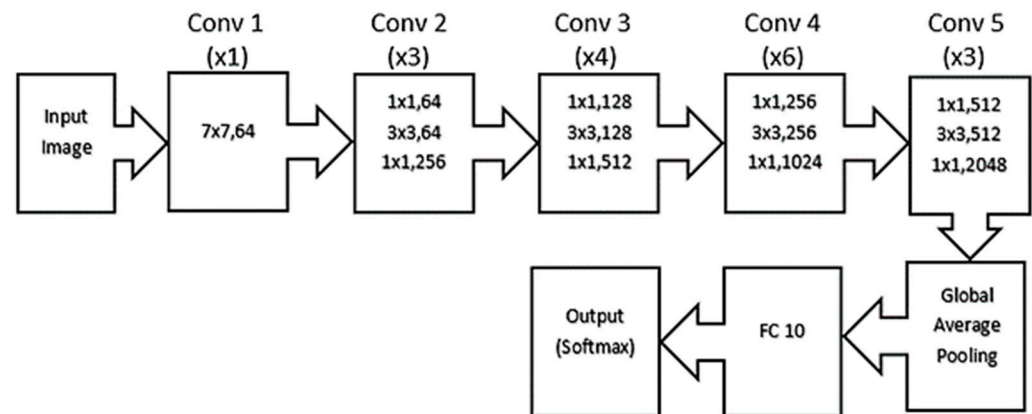 Conv 1
(x1)
Conv 2
(x3)
Conv 3
(x4)
Conv 4
(x6)
Conv 5
(x3)
Input
Image
7x7,64
1x1,64
3x3,64
1x1,256
1x1,128
3x3,128
1x1,512
1x1,256
3x3,256
1x1,1024
1x1,512
3x3,512
1x1,2048
Global
Average
Pooling
FC 10
Output
(Softmax)